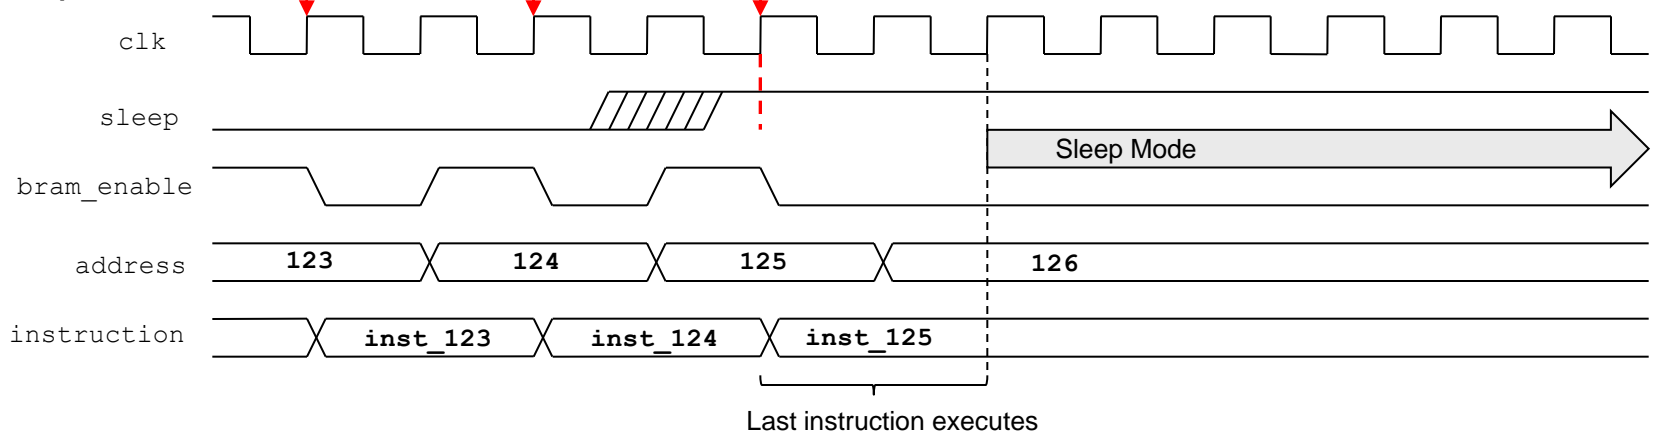 clk
sleep
Sleep Mode
bram_enable
address 123 124 125 126
instruction inst_123 inst_124 inst_125
Last instruction executes